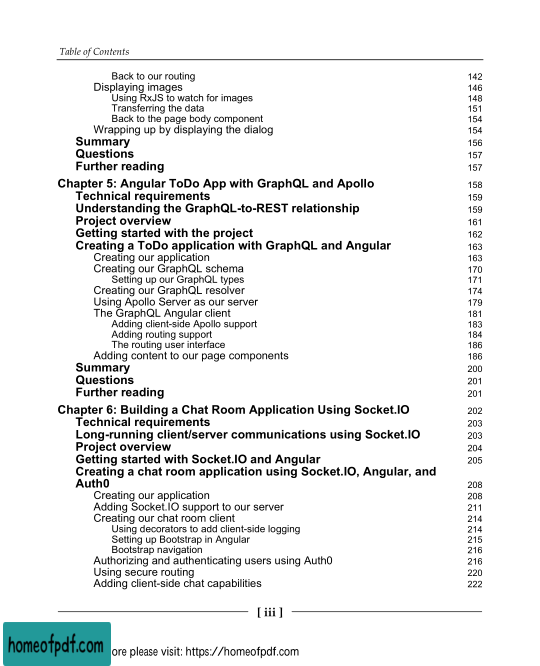 Table of Contents
Back to our routing 142
Displaying images 146
Using RxJS to watch for images 148
Transferring the data 151
Back to the page body component 154
Wrapping up by displaying the dialog 154
Summary 156
Questions 157
Further reading 157
Chapter 5: Angular ToDo App with GraphQL and Apollo 158
Technical requirements 159
Understanding the GraphQL-to-REST relationship 159
Project overview 161
Getting started with the project 162
Creating a ToDo application with GraphQL and Angular 163
Creating our application 163
Creating our GraphQL schema 170
Setting up our GraphQL types 171
Creating our GraphQL resolver 174
Using Apollo Server as our server 179
The GraphQL Angular client 181
Adding client-side Apollo support 183
Adding routing support 184
The routing user interface 186
Adding content to our page components 186
Summary 200
Questions 201
Further reading 201
Chapter 6: Building a Chat Room Application Using Socket.IO 202
Technical requirements 203
Long-running client/server communications using Socket.IO 203
Project overview 204
Getting started with Socket.IO and Angular 205
Creating a chat room application using Socket.IO, Angular, and
Auth0 208
Creating our application 208
Adding Socket.IO support to our server 211
Creating our chat room client 214
Using decorators to add client-side logging 214
Setting up Bootstrap in Angular 215
Bootstrap navigation 216
Authorizing and authenticating users using Auth0 216
Using secure routing 220
Adding client-side chat capabilities 222
[ iii ]
homeofpdf.com
ore please visit: https://homeofpdf.com